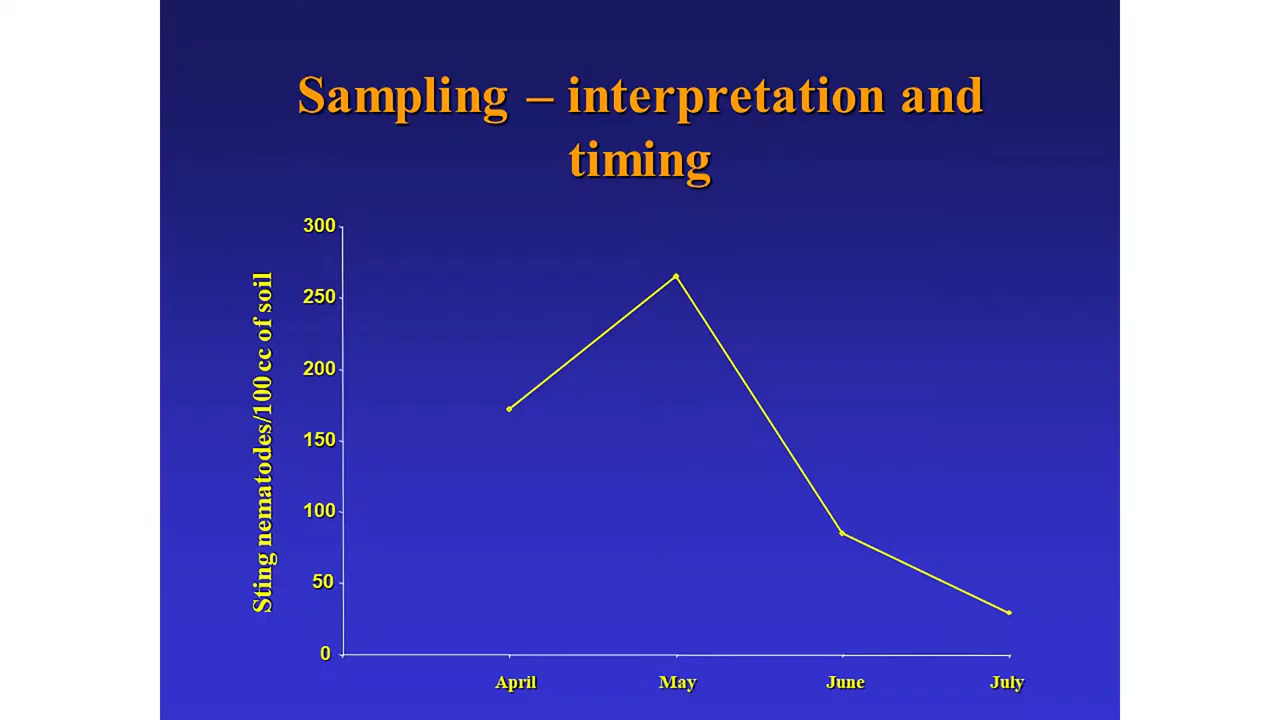 Sampling – interpretation and
timing
300
250
200
150
100
50
0
Sting nematodes/100 cc of soil
April May June July